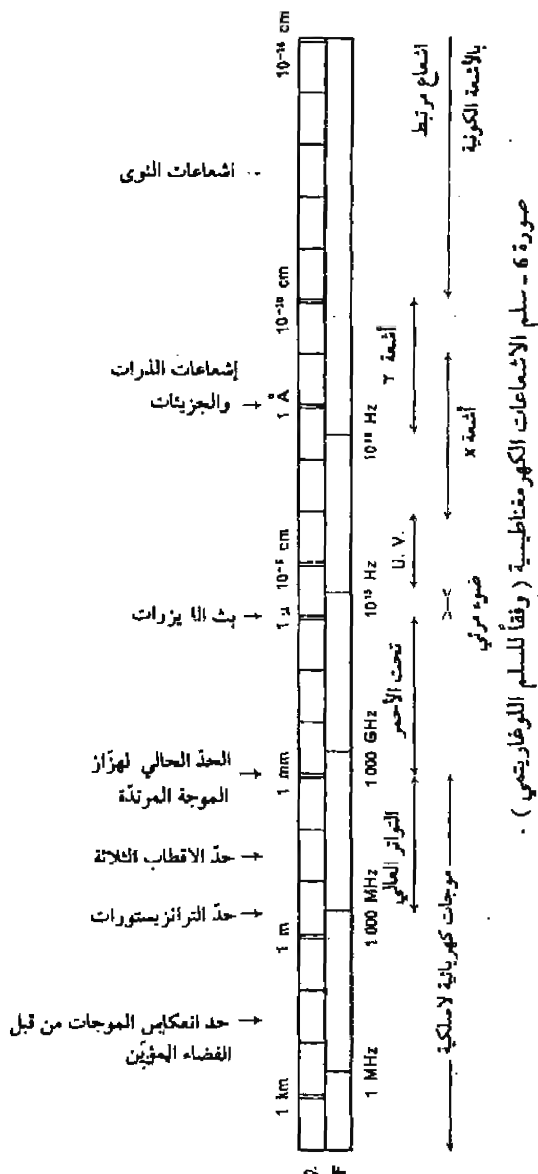 اشعاعات النوى
إشعاعات الذرات
والجزيئات
بث اللايزرات
الحدّ الحالي لهزّاز
الموجة المرتدّة
حدّ الاقطاب الثلاثة
حدّ الترانزيستورات
حد انعكاس الموجات من قبل
الفضاء المؤيّن
10⁻¹⁴ cm
10⁻¹⁰ cm
1 Å
10⁻⁵ cm
1 µ
1 mm
1 m
1 km
F
10¹⁸ Hz
10¹⁵ Hz
1 000 GHz
1 000 MHz
1 MHz
اشعاع مرتبط
بالأشعة الكونية
أشعة γ
أشعة X
U. V.
ضوء مرئي
تحت الأحمر
التواتر العالي
موجات كهربائية لاسلكية
صورة 6 - سلم الاشعاعات الكهرمغناطيسية ( وفقاً للسلم اللوغاريتمي ) .